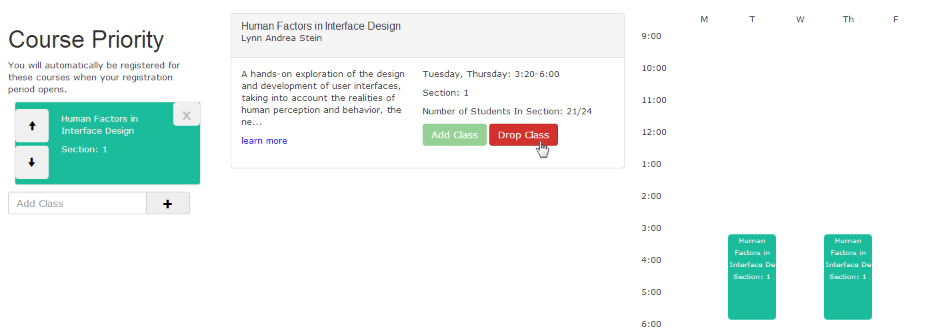 Course Priority
You will automatically be registered for
these courses when your registration
period opens.
↑
Human Factors in
Interface Design
x
Section: 1
↓
Add Class
+
Human Factors in Interface Design
Lynn Andrea Stein
A hands-on exploration of the design
and development of user interfaces,
taking into account the realities of
human perception and behavior, the
ne...
learn more
Tuesday, Thursday: 3:20-6:00
Section: 1
Number of Students In Section: 21/24
Add Class
Drop Class
M T W Th F
9:00
10:00
11:00
12:00
1:00
2:00
3:00
4:00
5:00
6:00
Human
Factors in
Interface De
Section: 1
Human
Factors in
Interface De
Section: 1